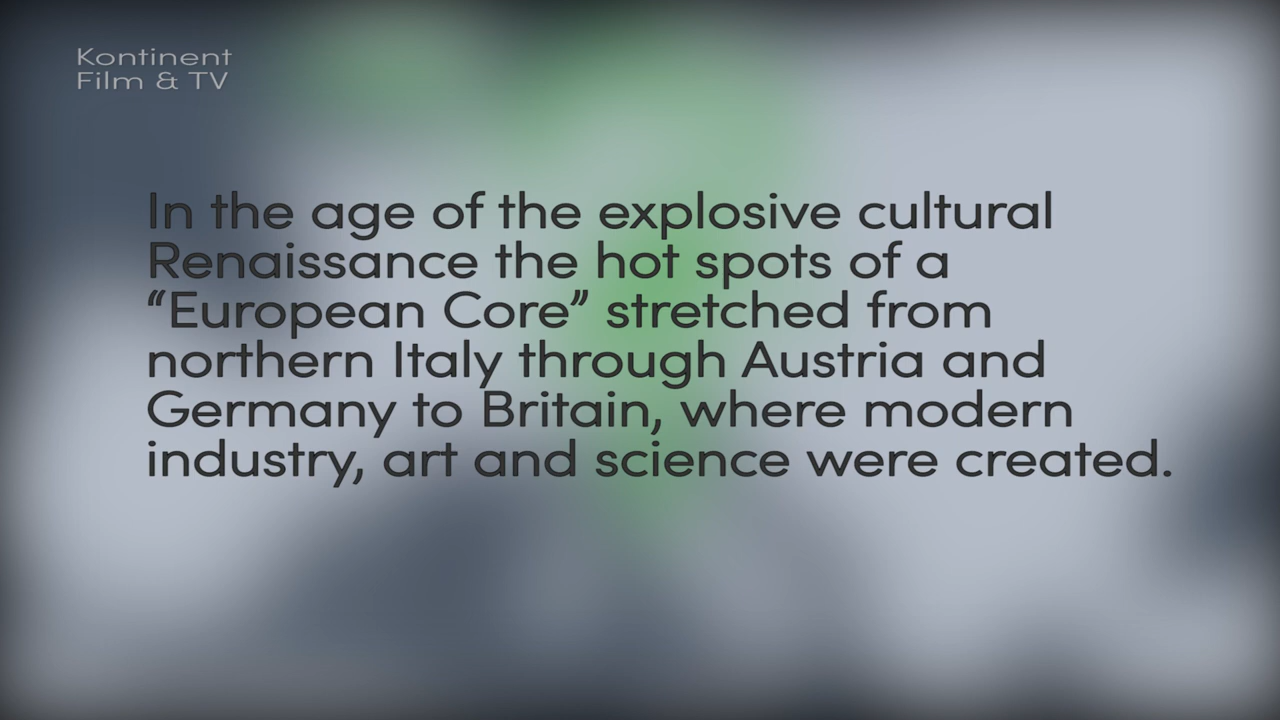 Kontinent
Film & TV
In the age of the explosive cultural
Renaissance the hot spots of a
“European Core” stretched from
northern Italy through Austria and
Germany to Britain, where modern
industry, art and science were created.